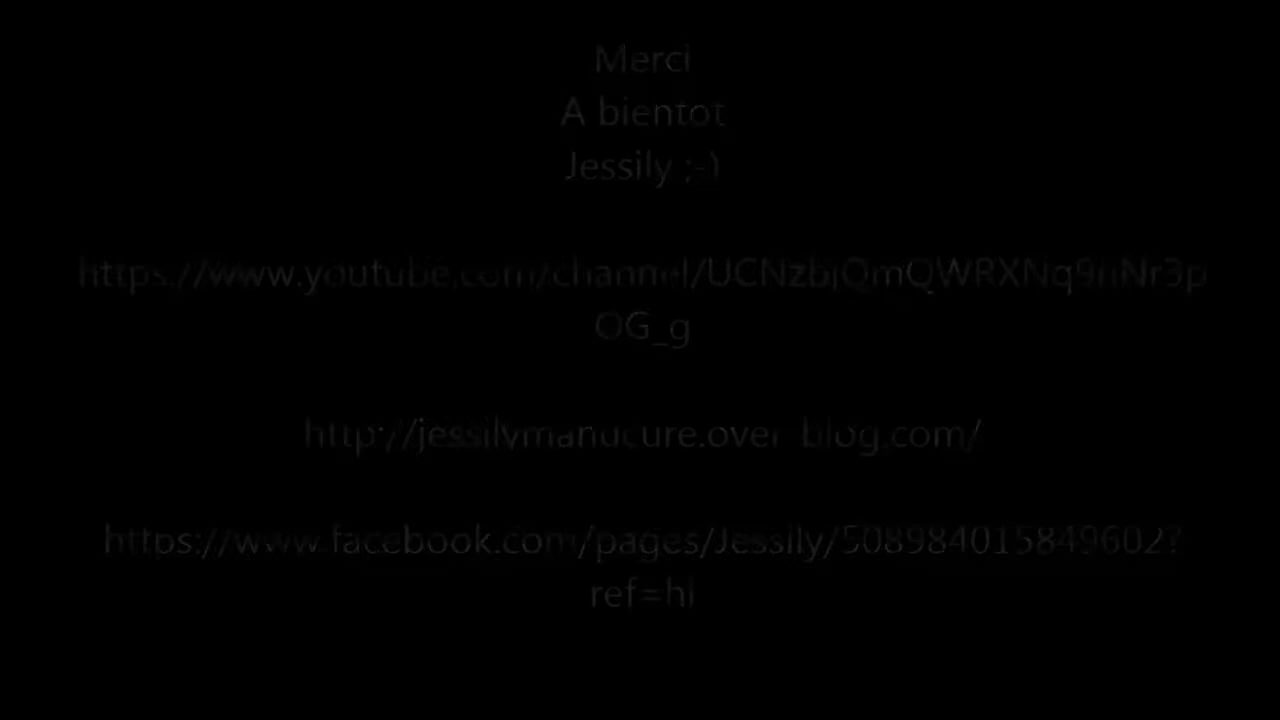 Merci
A bientot
Jessily ;-)
https://www.youtube.com/channel/UCNzbjQmQWRXNq9nNr3p
OG_g
http://jessilymanucure.over-blog.com/
https://www.facebook.com/pages/Jessily/508984015849602?
ref=hl